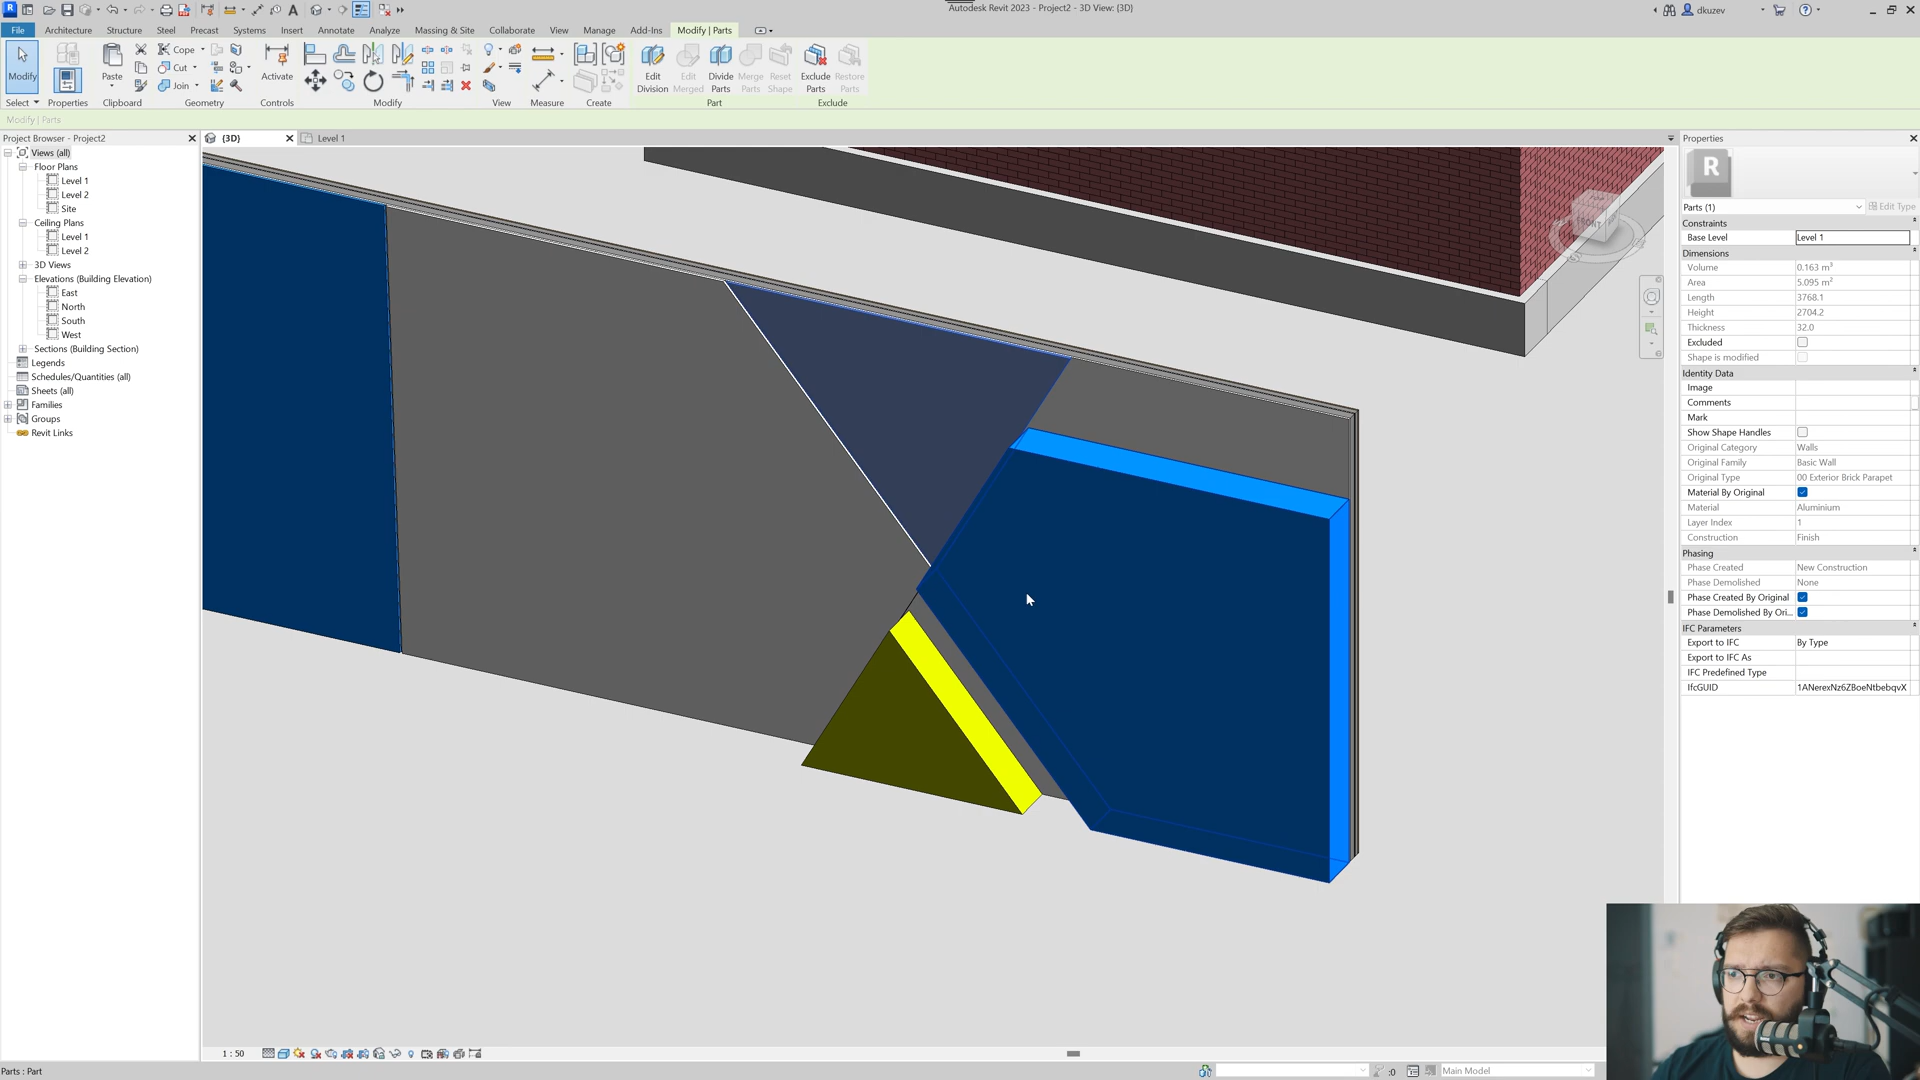 Autodesk Revit 2023 - Project2 - 3D View: {3D}
dkuzev
File
Architecture
Structure
Steel
Precast
Systems
Insert
Annotate
Analyze
Massing & Site
Collaborate
View
Manage
Add-Ins
Modify | Parts
Modify
Paste
Cope
Cut
Join
Activate
Edit Division
Edit Merged
Divide Parts
Merge Parts
Reset Shape
Exclude Parts
Restore Parts
Select
Properties
Clipboard
Geometry
Controls
Modify
View
Measure
Create
Part
Exclude
Modify | Parts
Project Browser - Project2
{3D}
Level 1
Views (all)
Floor Plans
Level 1
Level 2
Site
Ceiling Plans
Level 1
Level 2
3D Views
Elevations (Building Elevation)
East
North
South
West
Sections (Building Section)
Legends
Schedules/Quantities (all)
Sheets (all)
Families
Groups
Revit Links
FRONT
Properties
R
Parts (1)
Edit Type
Constraints
Base Level Level 1
Dimensions
Volume 0.163 m³
Area 5.095 m²
Length 3768.1
Height 2704.2
Thickness 32.0
Excluded
Shape is modified
Identity Data
Image
Comments
Mark
Show Shape Handles
Original Category Walls
Original Family Basic Wall
Original Type 00 Exterior Brick Parapet
Material By Original
Material Aluminium
Layer Index 1
Construction Finish
Phasing
Phase Created New Construction
Phase Demolished None
Phase Created By Original
Phase Demolished By Ori...
IFC Parameters
Export to IFC By Type
Export to IFC As
IFC Predefined Type
IfcGUID 1ANerexNz6ZBoeNtbebqvX
1 : 50
Parts : Part
:0
Main Model